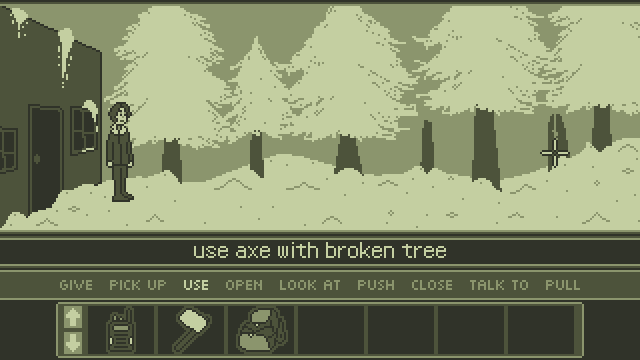 use axe with broken tree
GIVE PICK UP USE OPEN LOOK AT PUSH CLOSE TALK TO PULL